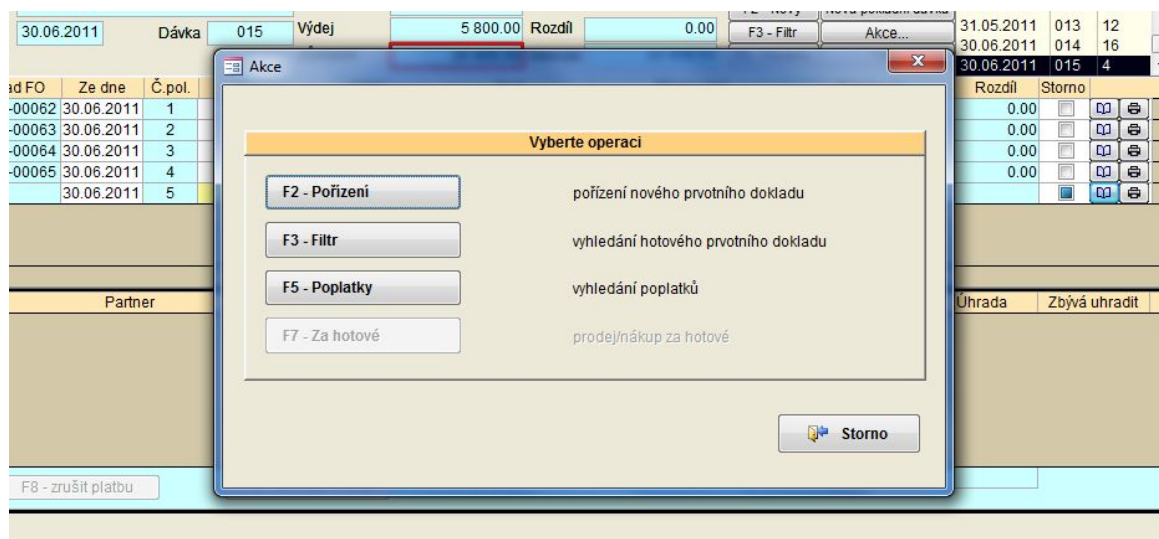 30.06.2011 Dávka 015 Výdej 5 800.00 Rozdíl 0.00 F3 - Filtr Akce...
31.05.2011 013 12
30.06.2011 014 16
30.06.2011 015 4
ad FO Ze dne Č.pol. Rozdíl Storno
-00062 30.06.2011 1 0.00
-00063 30.06.2011 2 0.00
-00064 30.06.2011 3 0.00
-00065 30.06.2011 4 0.00
30.06.2011 5
Akce
Vyberte operaci
F2 - Pořízení pořízení nového prvotního dokladu
F3 - Filtr vyhledání hotového prvotního dokladu
F5 - Poplatky vyhledání poplatků
F7 - Za hotové prodej/nákup za hotové
Storno
Partner Úhrada Zbývá uhradit
F8 - zrušit platbu